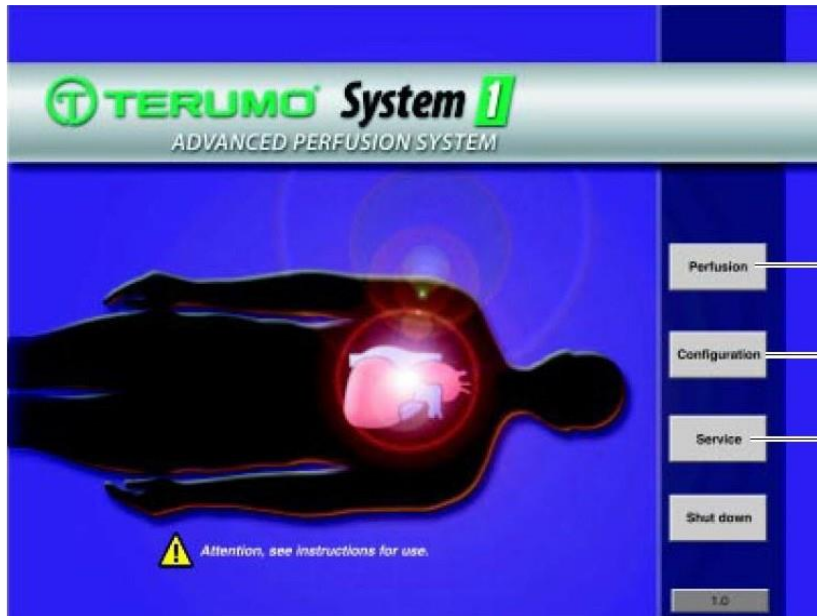 TERUMO® System 1
ADVANCED PERFUSION SYSTEM
Perfusion
Configuration
Service
Shut down
Attention, see instructions for use.
1.0